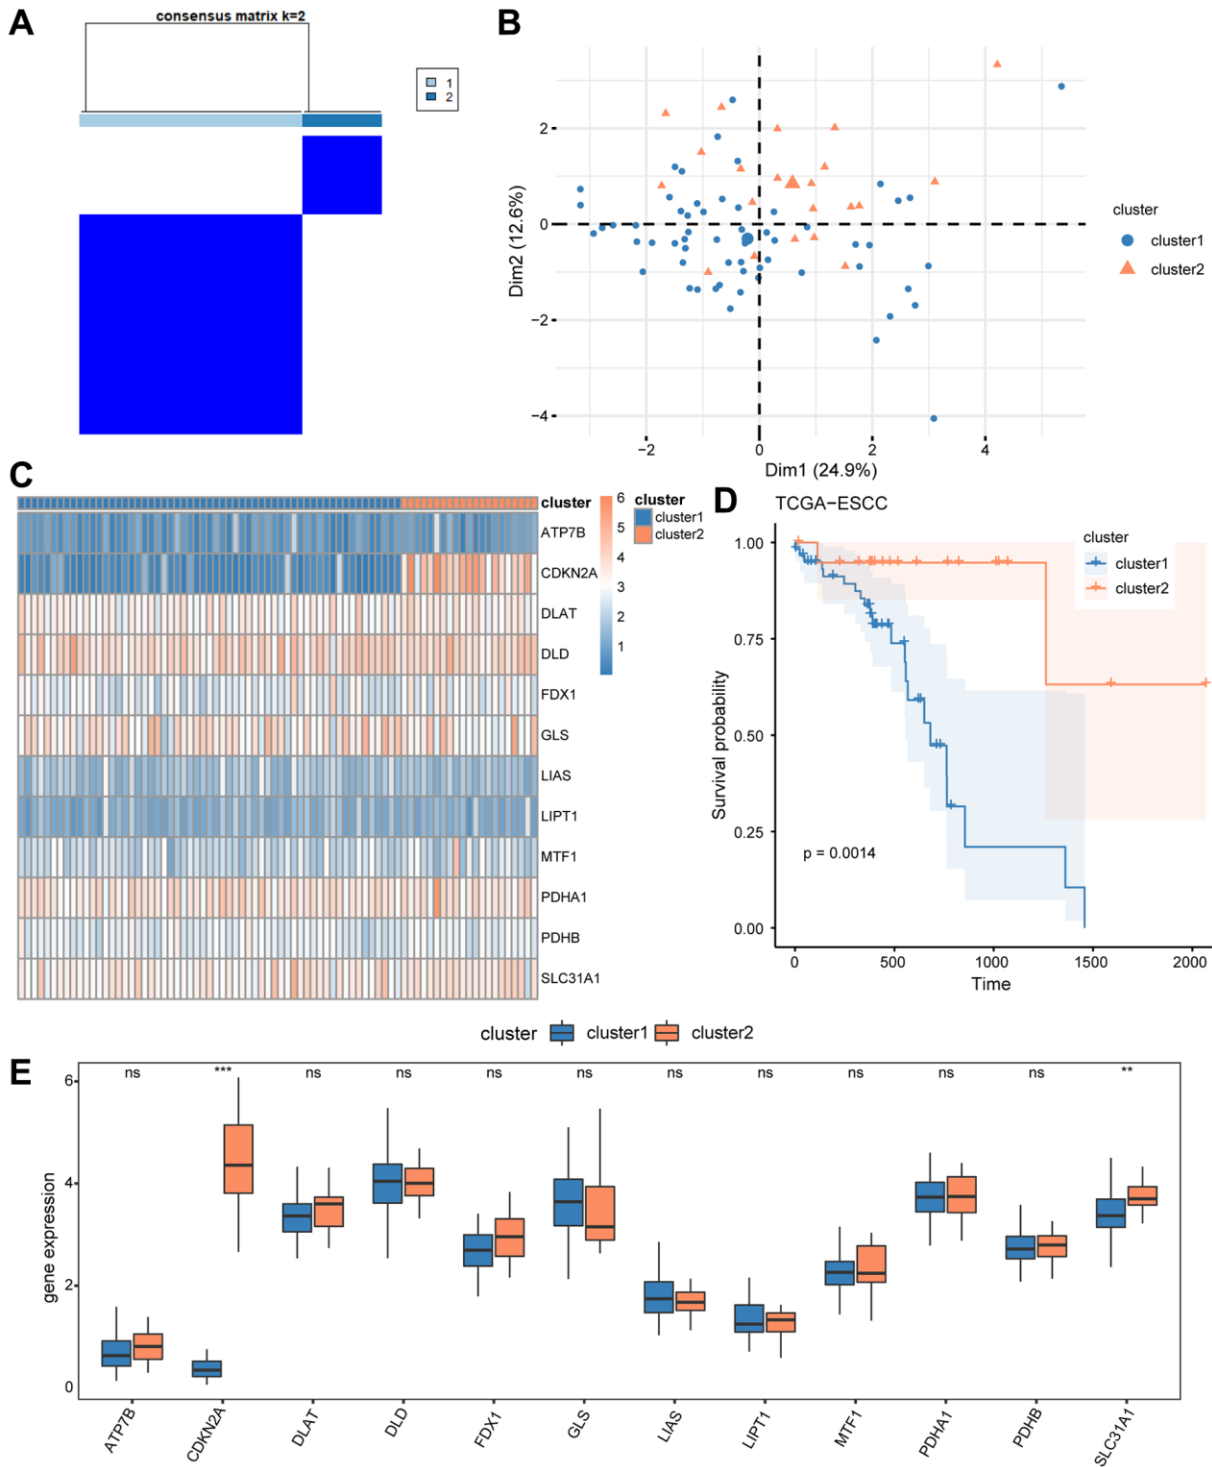 A
consensus matrix k=2
1
2
B
2
0
−2
−4
−2
0
2
4
Dim2 (12.6%)
Dim1 (24.9%)
cluster
cluster1
cluster2
C
cluster
ATP7B
CDKN2A
DLAT
DLD
FDX1
GLS
LIAS
LIPT1
MTF1
PDHA1
PDHB
SLC31A1
6
5
4
3
2
1
cluster
cluster1
cluster2
D
TCGA−ESCC
cluster
cluster1
cluster2
1.00
0.75
0.50
0.25
0.00
Survival probability
p = 0.0014
0
500
1000
1500
2000
Time
cluster
cluster1
cluster2
E
ns
***
ns
ns
ns
ns
ns
ns
ns
ns
ns
**
6
4
2
0
gene expression
ATP7B
CDKN2A
DLAT
DLD
FDX1
GLS
LIAS
LIPT1
MTF1
PDHA1
PDHB
SLC31A1